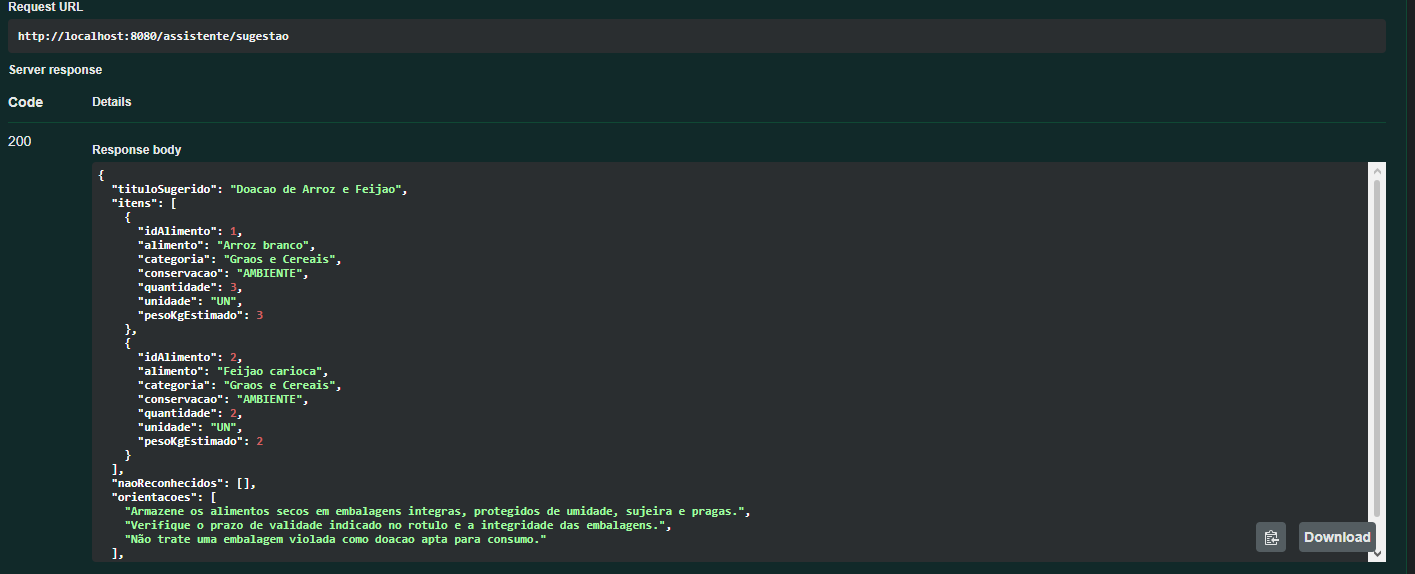 Request URL
http://localhost:8080/assistente/sugestao
Server response
Code Details
200
Response body
{
  "tituloSugerido": "Doacao de Arroz e Feijao",
  "itens": [
    {
      "idAlimento": 1,
      "alimento": "Arroz branco",
      "categoria": "Graos e Cereais",
      "conservacao": "AMBIENTE",
      "quantidade": 3,
      "unidade": "UN",
      "pesoKgEstimado": 3
    },
    {
      "idAlimento": 2,
      "alimento": "Feijao carioca",
      "categoria": "Graos e Cereais",
      "conservacao": "AMBIENTE",
      "quantidade": 2,
      "unidade": "UN",
      "pesoKgEstimado": 2
    }
  ],
  "naoReconhecidos": [],
  "orientacoes": [
    "Armazene os alimentos secos em embalagens integras, protegidos de umidade, sujeira e pragas.",
    "Verifique o prazo de validade indicado no rotulo e a integridade das embalagens.",
    "Não trate uma embalagem violada como doacao apta para consumo."
  ],
Download